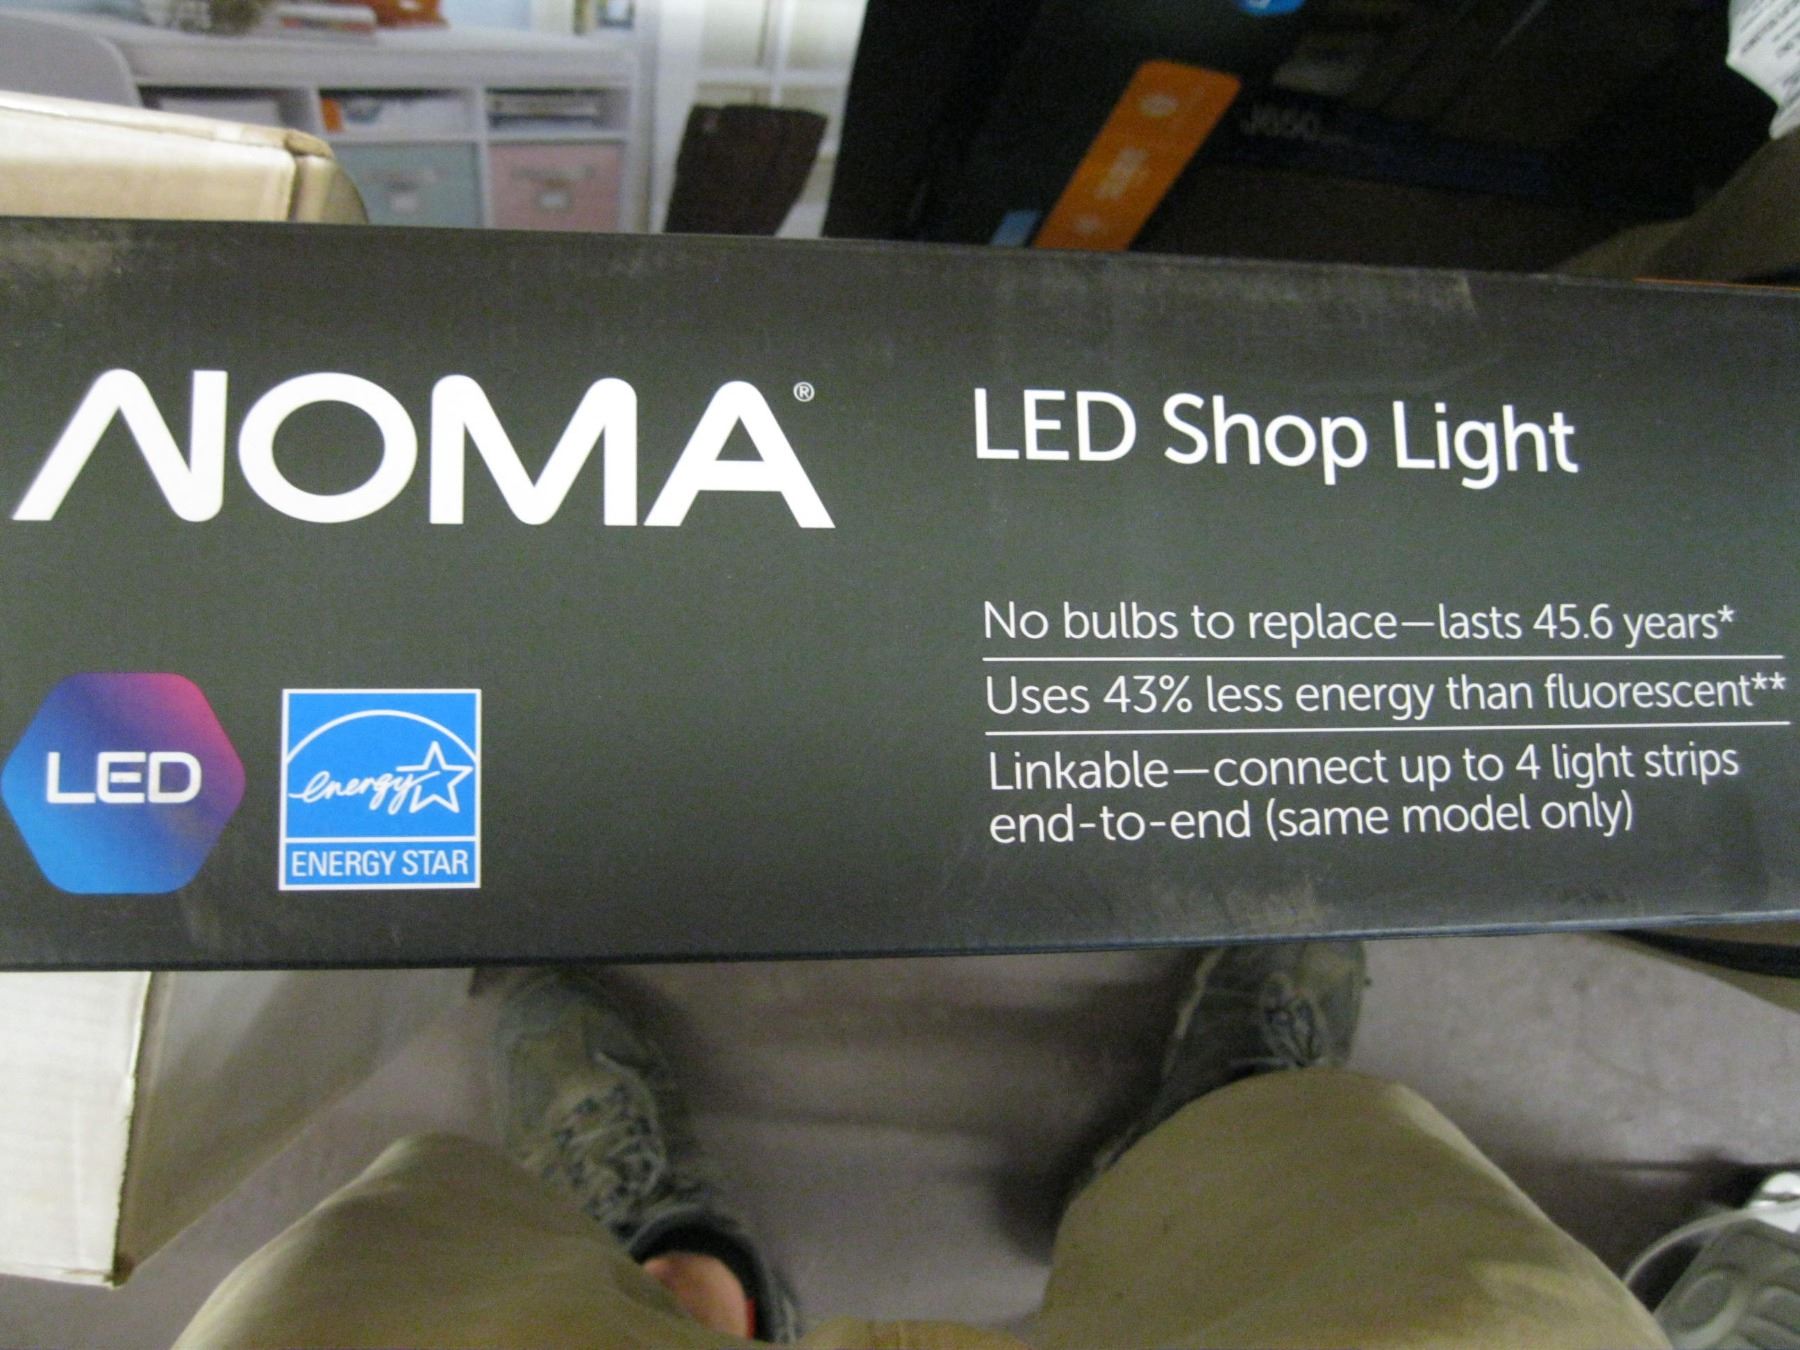 NOMA®
LED Shop Light
No bulbs to replace—lasts 45.6 years*
Uses 43% less energy than fluorescent**
Linkable—connect up to 4 light strips
end-to-end (same model only)
LED
energy
ENERGY STAR
J650